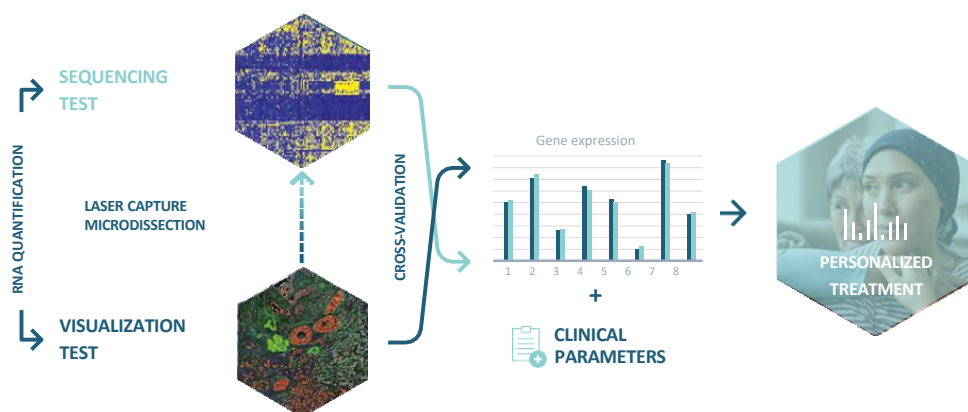 SEQUENCING
TEST
RNA QUANTIFICATION
LASER CAPTURE
MICRODISSECTION
VISUALIZATION
TEST
CROSS-VALIDATION
Gene expression
1 2 3 4 5 6 7 8
+
CLINICAL
PARAMETERS
PERSONALIZED
TREATMENT